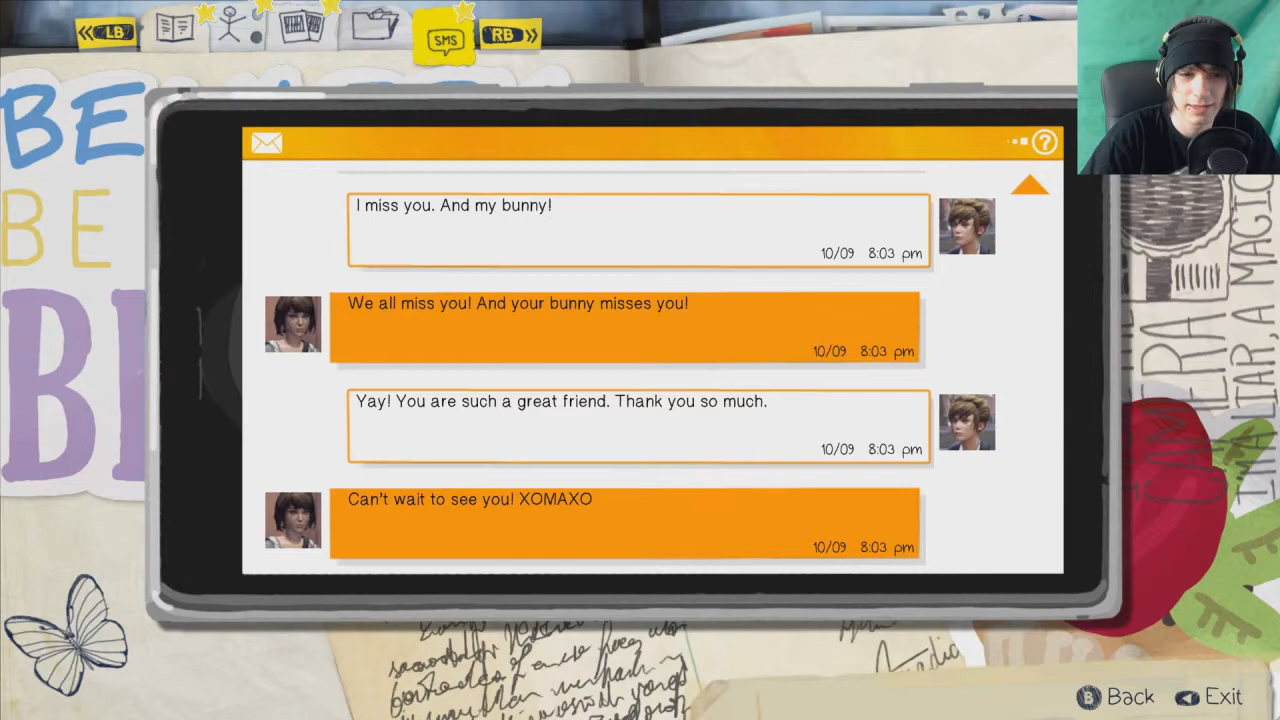 LB
SMS
RB
BE
BE
I miss you. And my bunny!
10/09 8:03 pm
We all miss you! And your bunny misses you!
10/09 8:03 pm
Yay! You are such a great friend. Thank you so much.
10/09 8:03 pm
Can't wait to see you! XOMAXO
10/09 8:03 pm
?
B Back
Exit